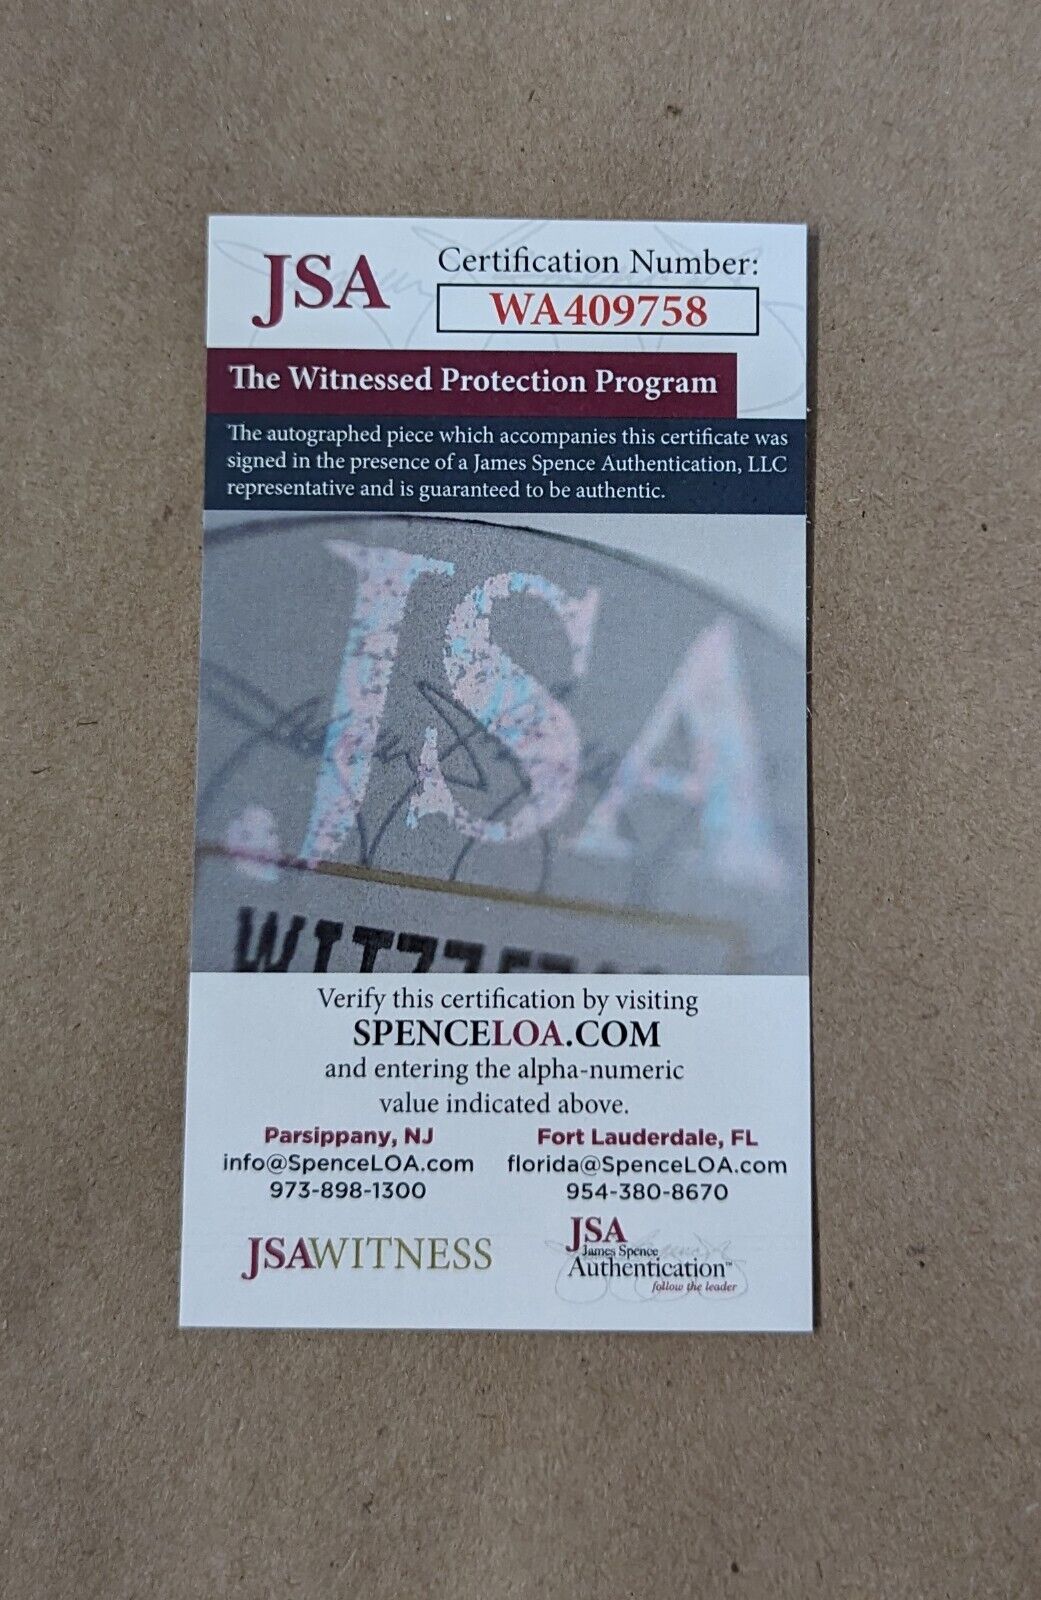 JSA
Certification Number:
WA409758
The Witnessed Protection Program
The autographed piece which accompanies this certificate was
signed in the presence of a James Spence Authentication, LLC
representative and is guaranteed to be authentic.
JSA
Verify this certification by visiting
SPENCELOA.COM
and entering the alpha-numeric
value indicated above.
Parsippany, NJ
info@SpenceLOA.com
973-898-1300
Fort Lauderdale, FL
florida@SpenceLOA.com
954-380-8670
JSAWITNESS
JSA
James Spence
Authentication™
follow the leader